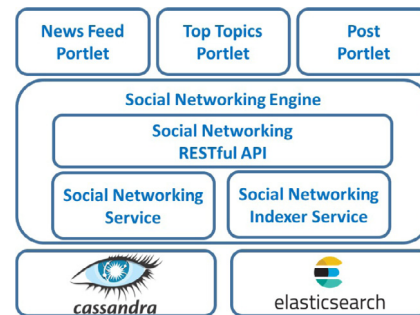 News Feed
Portlet
Top Topics
Portlet
Post
Portlet
Social Networking Engine
Social Networking
RESTful API
Social Networking
Service
Social Networking
Indexer Service
cassandra
elasticsearch